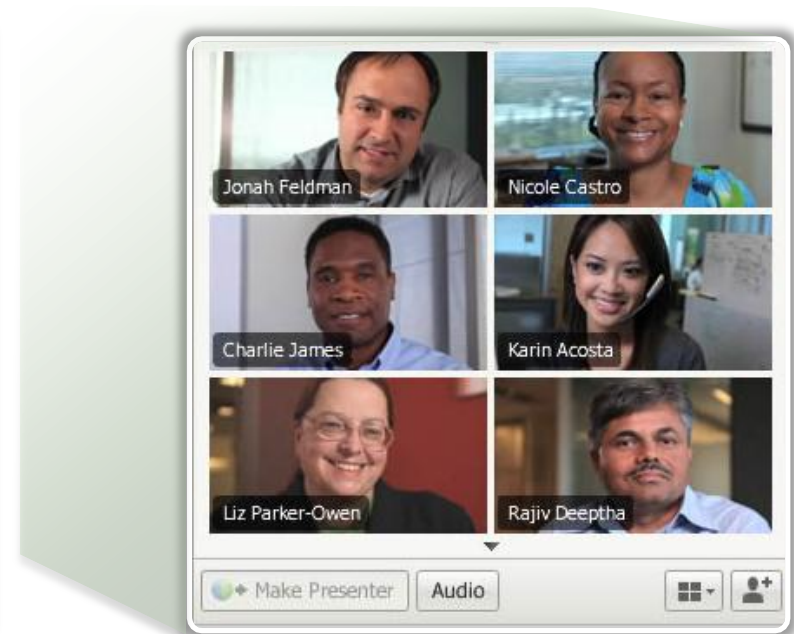 Jonah Feldman
Nicole Castro
Charlie James
Karin Acosta
Liz Parker-Owen
Rajiv Deeptha
Make Presenter
Audio